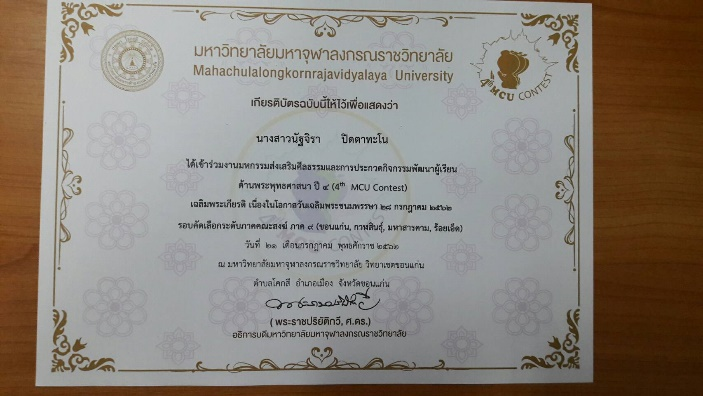 มหาวิทยาลัยมหาจุฬาลงกรณราชวิทยาลัย
Mahachulalongkornrajavidyalaya University
4th MCU CONTEST
เกียรติบัตรฉบับนี้ให้ไว้เพื่อแสดงว่า
นางสาวนัฐจิรา ปิตตาทะโน
ได้เข้าร่วมงานมหกรรมส่งเสริมศีลธรรมและการประกวดกิจกรรมพัฒนาผู้เรียน
ด้านพระพุทธศาสนา ปี ๔ (4th MCU Contest)
เฉลิมพระเกียรติ เนื่องในโอกาสวันเฉลิมพระชนมพรรษา ๒๘ กรกฎาคม ๒๕๖๒
รอบคัดเลือกระดับภาคคณะสงฆ์ ภาค ๙ (ขอนแก่น, กาฬสินธุ์, มหาสารคาม, ร้อยเอ็ด)
วันที่ ๒๑ เดือนกรกฎาคม พุทธศักราช ๒๕๖๒
ณ มหาวิทยาลัยมหาจุฬาลงกรณราชวิทยาลัย วิทยาเขตขอนแก่น
ตำบลโคกสี อำเภอเมือง จังหวัดขอนแก่น
( พระราชปริยัติกวี, ศ.ดร.)
อธิการบดีมหาวิทยาลัยมหาจุฬาลงกรณราชวิทยาลัย